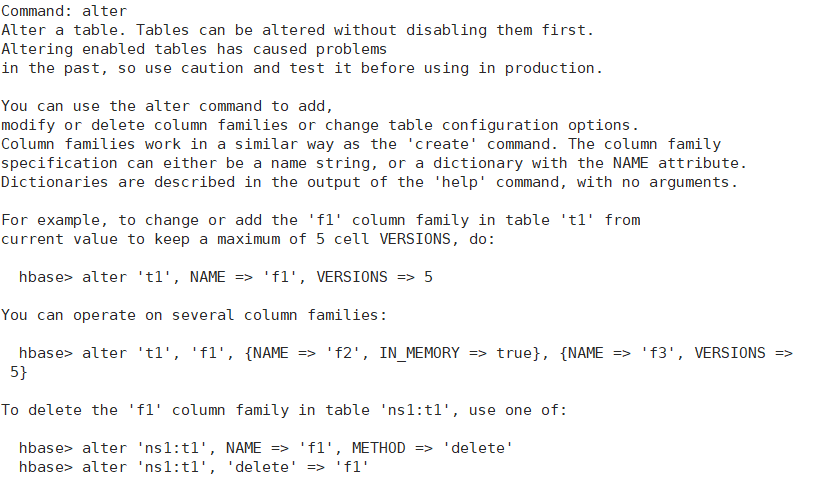 Command: alter
Alter a table. Tables can be altered without disabling them first.
Altering enabled tables has caused problems
in the past, so use caution and test it before using in production.

You can use the alter command to add,
modify or delete column families or change table configuration options.
Column families work in a similar way as the 'create' command. The column family
specification can either be a name string, or a dictionary with the NAME attribute.
Dictionaries are described in the output of the 'help' command, with no arguments.

For example, to change or add the 'f1' column family in table 't1' from
current value to keep a maximum of 5 cell VERSIONS, do:

  hbase> alter 't1', NAME => 'f1', VERSIONS => 5

You can operate on several column families:

  hbase> alter 't1', 'f1', {NAME => 'f2', IN_MEMORY => true}, {NAME => 'f3', VERSIONS =>
 5}

To delete the 'f1' column family in table 'ns1:t1', use one of:

  hbase> alter 'ns1:t1', NAME => 'f1', METHOD => 'delete'
  hbase> alter 'ns1:t1', 'delete' => 'f1'